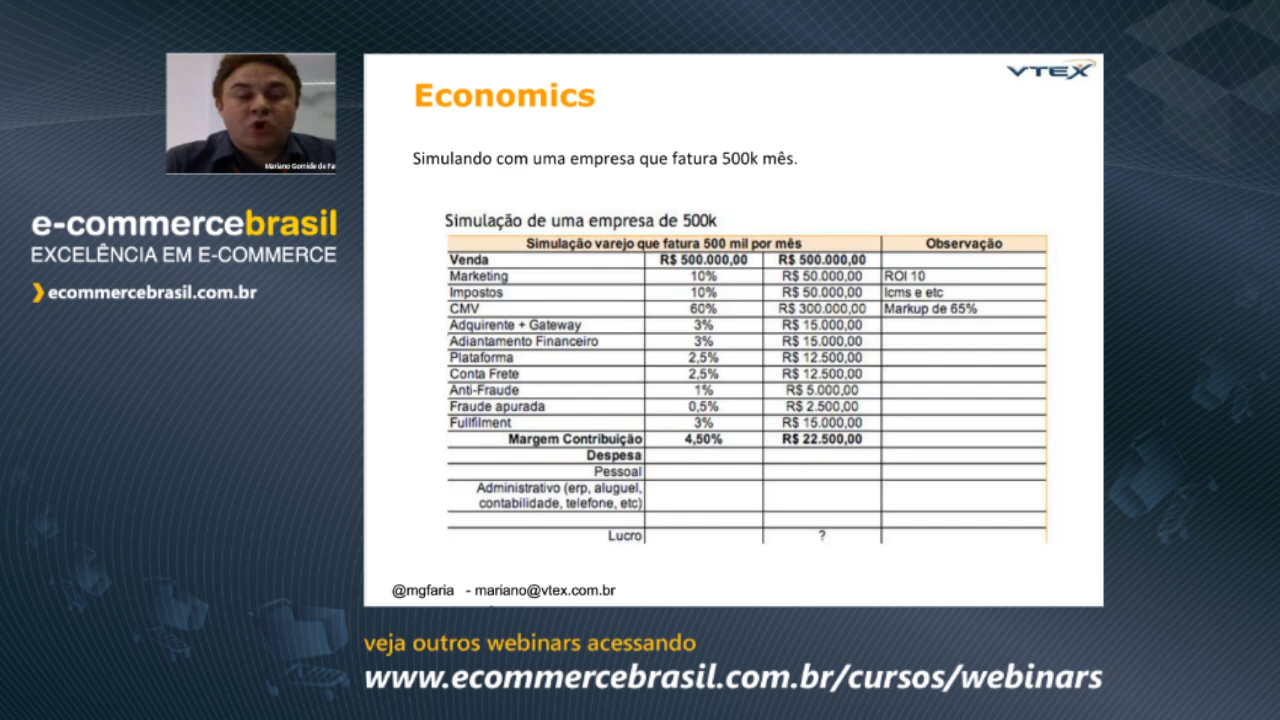 Mariano Gomide de Fa
e-commercebrasil
EXCELÊNCIA EM E-COMMERCE
ecommercebrasil.com.br
VTEX
Economics
Simulando com uma empresa que fatura 500k mês.
Simulação de uma empresa de 500k
Simulação varejo que fatura 500 mil por mês Observação
Venda R$ 500.000,00 R$ 500.000,00
Marketing 10% R$ 50.000,00 ROI 10
Impostos 10% R$ 50.000,00 Icms e etc
CMV 60% R$ 300.000,00 Markup de 65%
Adquirente + Gateway 3% R$ 15.000,00
Adiantamento Financeiro 3% R$ 15.000,00
Plataforma 2,5% R$ 12.500,00
Conta Frete 2,5% R$ 12.500,00
Anti-Fraude 1% R$ 5.000,00
Fraude apurada 0,5% R$ 2.500,00
Fullfilment 3% R$ 15.000,00
Margem Contribuição 4,50% R$ 22.500,00
Despesa
Pessoal
Administrativo (erp, aluguel,
contabilidade, telefone, etc)
Lucro ?
@mgfaria - mariano@vtex.com.br
veja outros webinars acessando
www.ecommercebrasil.com.br/cursos/webinars